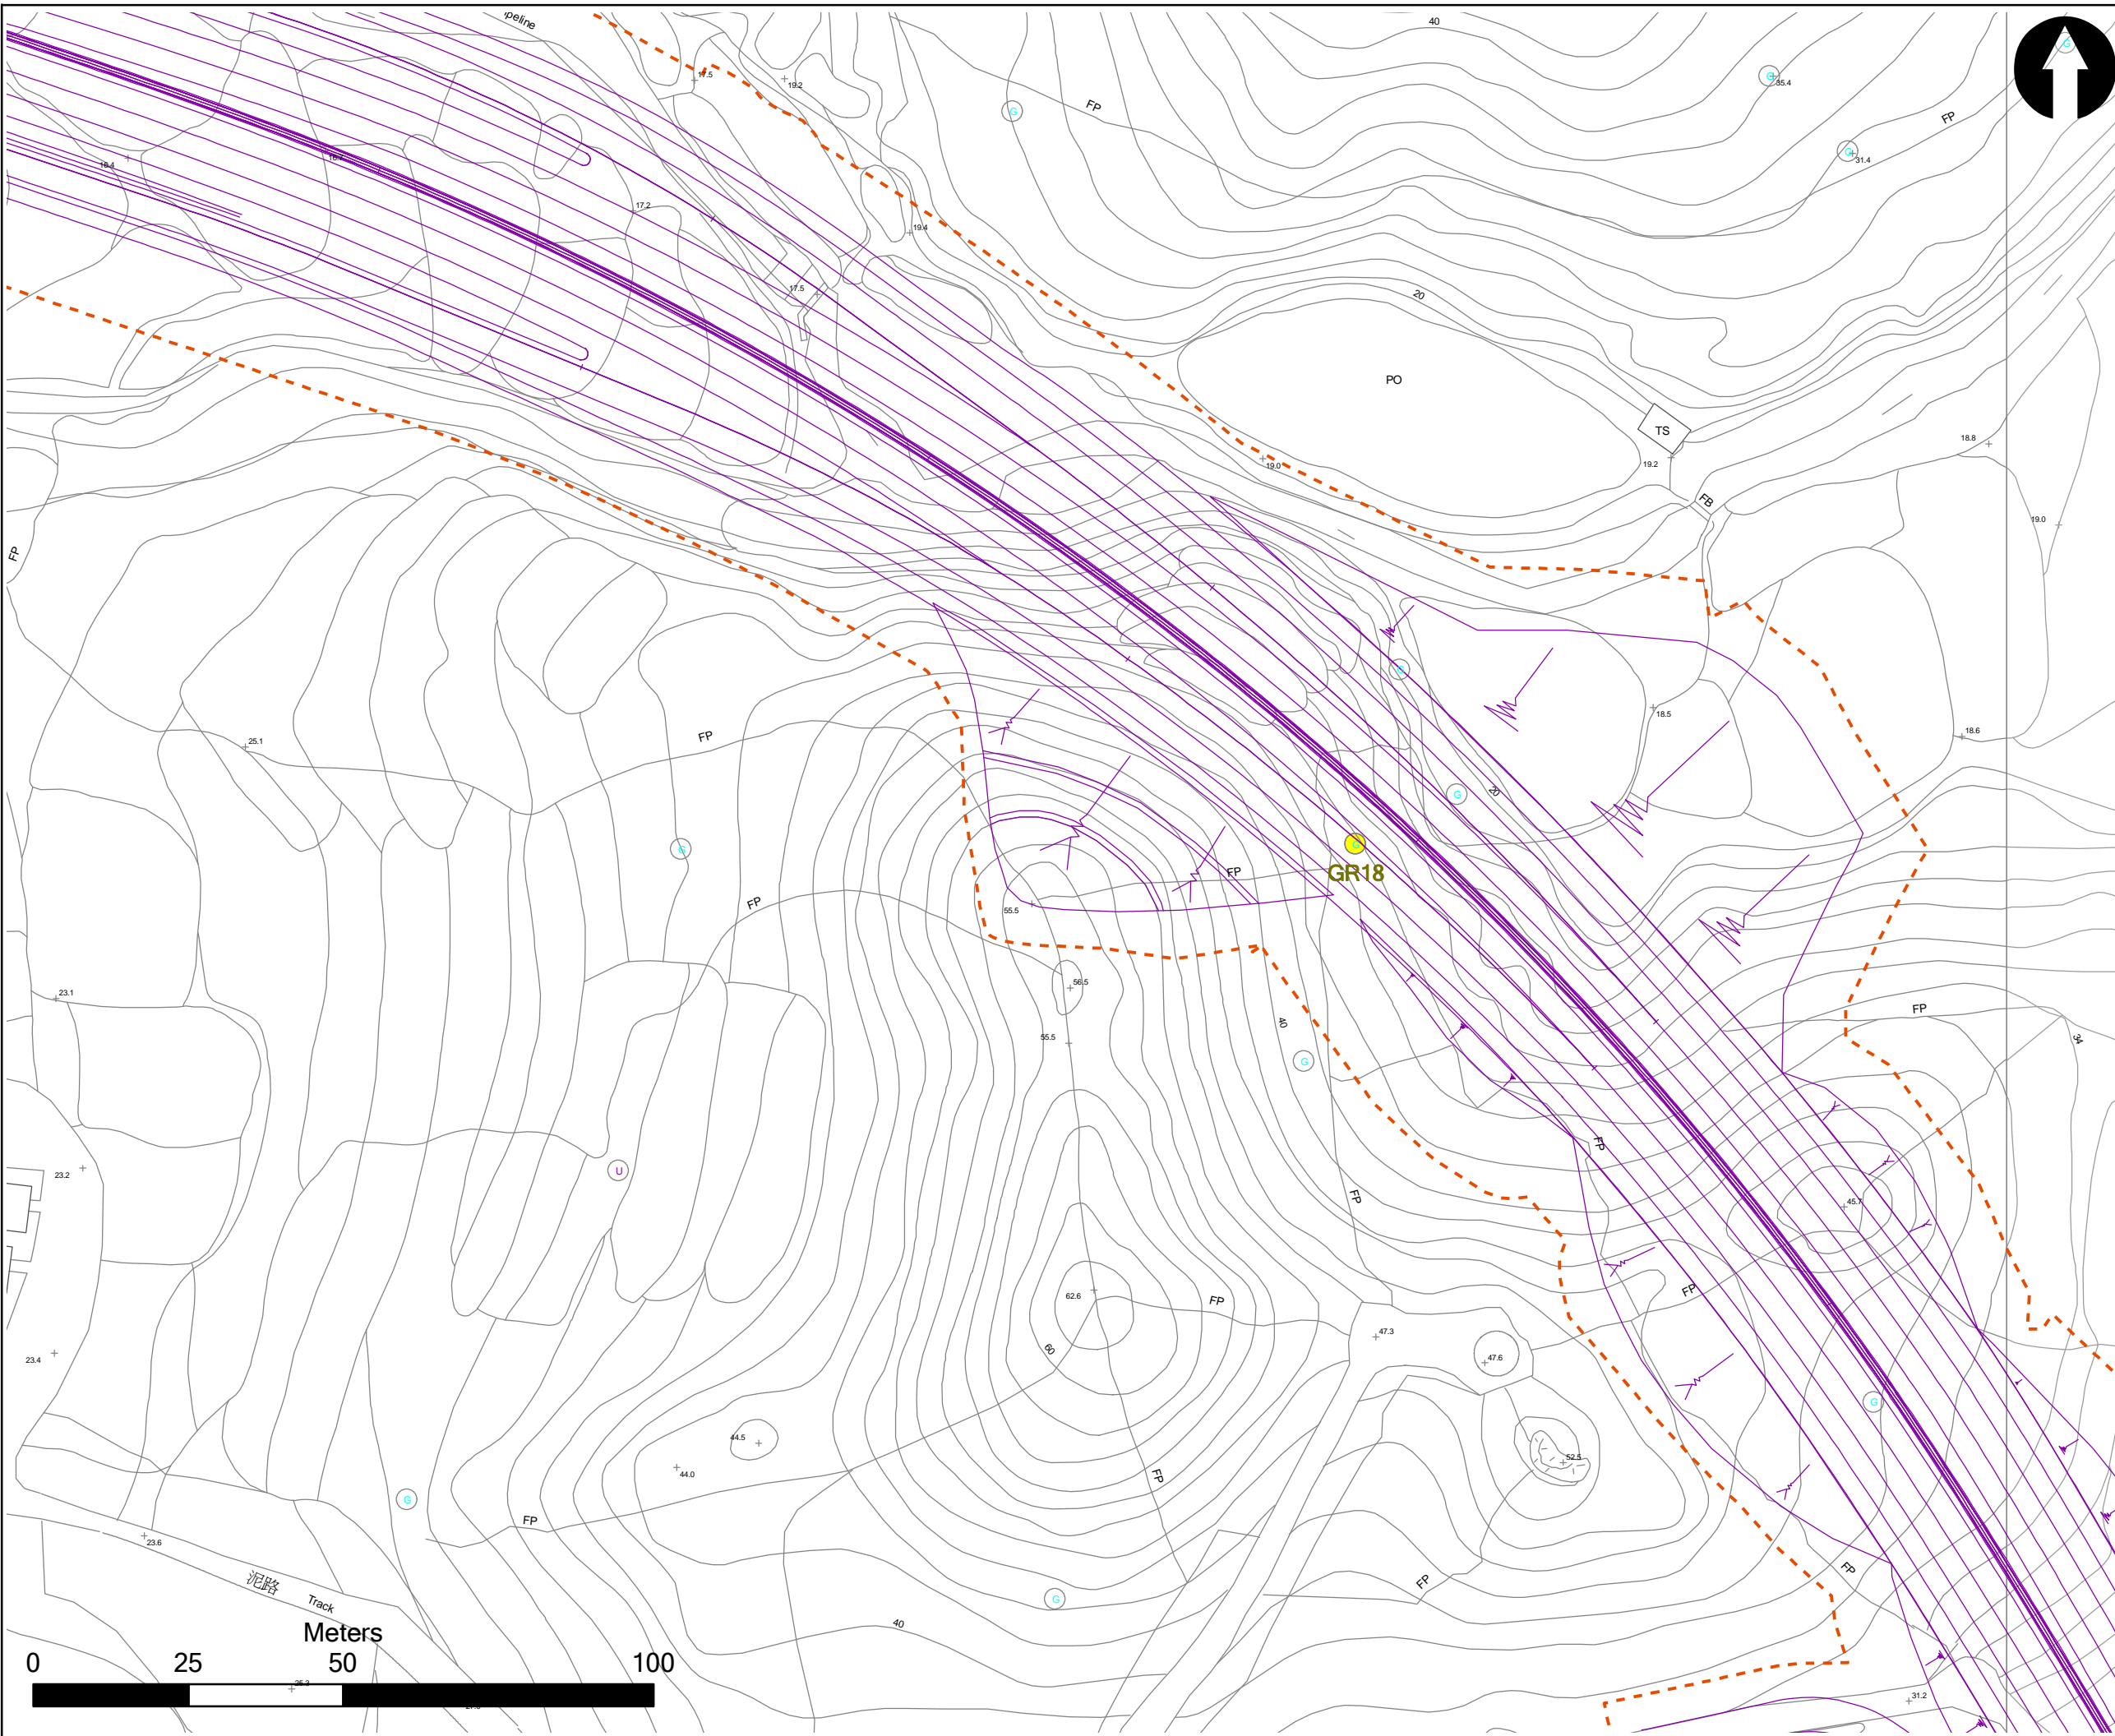 peline
40
17.5
19.2
G
G
35.4
G
FP
FP
G
31.4
16.4
17.2
19.4
17.5
20
PO
TS
18.8
19.0
19.2
FB
19.0
FP
G
18.5
18.6
25.1
FP
G
20
G
G
GR18
FP
FP
55.5
56.5
23.1
40
55.5
FP
34
G
FP
23.2
U
FP
45.7
62.6
FP
FP
60
47.3
47.6
23.4
G
44.5
44.0
52.5
FP
G
FP
23.6
FP
FP
泥路
Track
G
40
Meters
0 25 50 100
25.3
31.2